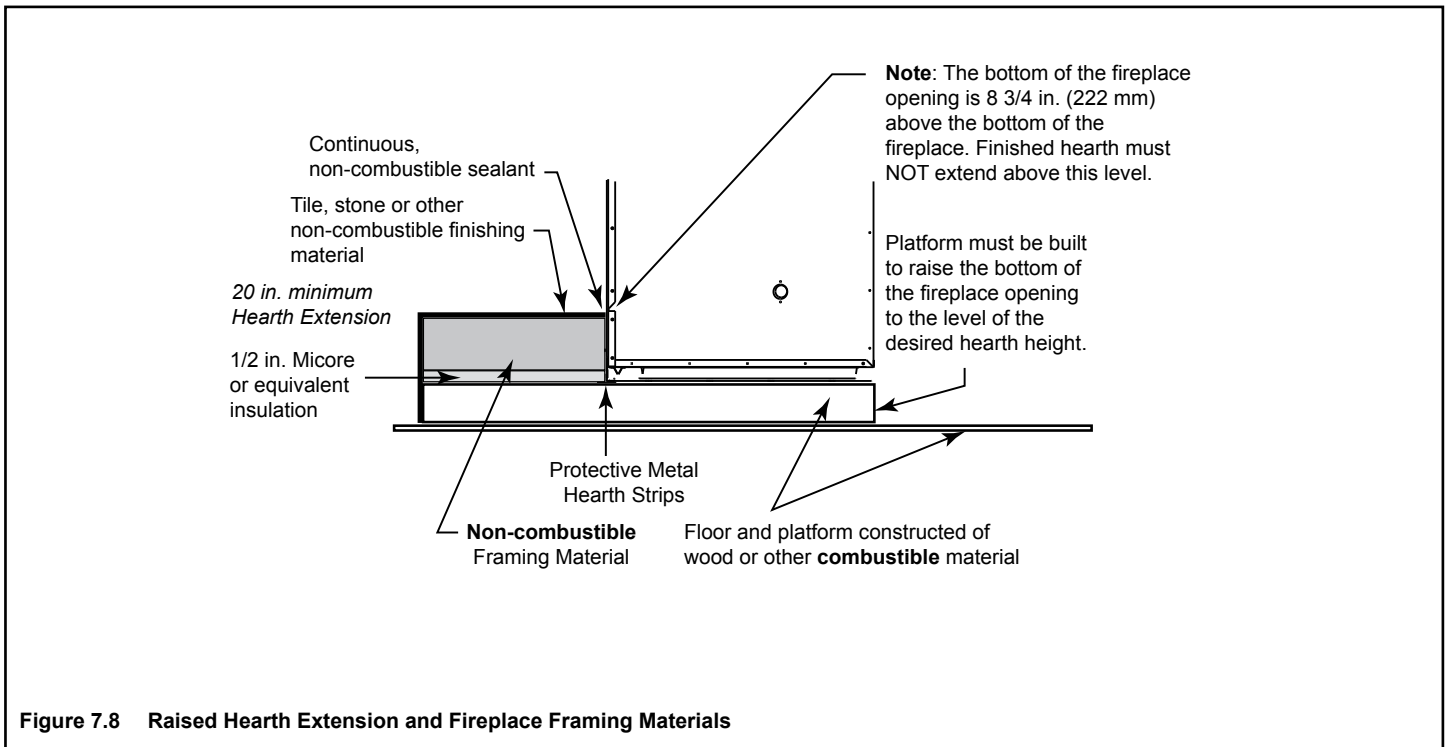 Note: The bottom of the fireplace
opening is 8 3/4 in. (222 mm)
above the bottom of the
fireplace. Finished hearth must
NOT extend above this level.
Continuous,
non-combustible sealant
Tile, stone or other
non-combustible finishing
material
20 in. minimum
Hearth Extension
1/2 in. Micore
or equivalent
insulation
Platform must be built
to raise the bottom of
the fireplace opening
to the level of the
desired hearth height.
Protective Metal
Hearth Strips
Non-combustible
Framing Material
Floor and platform constructed of
wood or other combustible material
Figure 7.8 Raised Hearth Extension and Fireplace Framing Materials